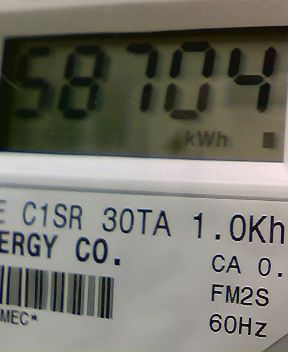 58704
kWh
E C1SR 30TA 1.0Kh
ERGY CO.
CA 0.
FM2S
MEC*
60Hz